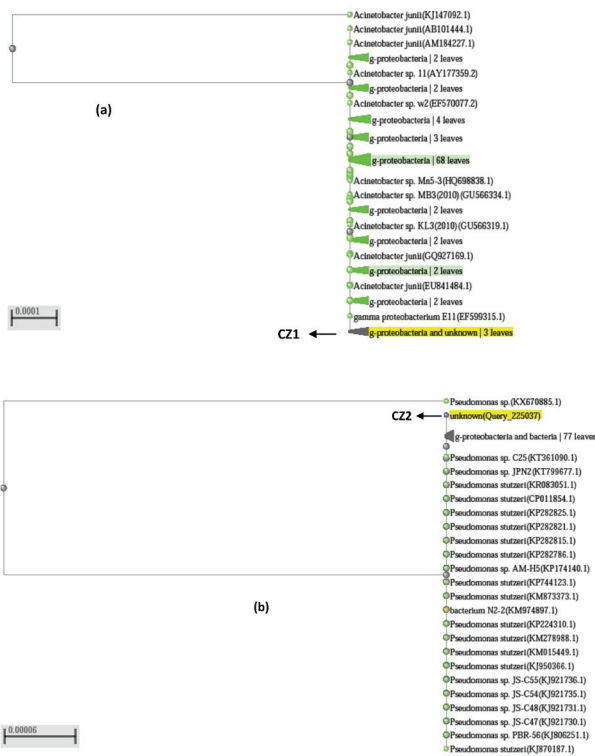 Acinetobacter junii(KJ147092.1)
Acinetobacter junii(AB101444.1)
Acinetobacter junii(AM184227.1)
g-proteobacteria | 2 leaves
Acinetobacter sp. 11(AY177359.2)
g-proteobacteria | 2 leaves
Acinetobacter sp. w2(EF570077.2)
(a)
g-proteobacteria | 4 leaves
g-proteobacteria | 3 leaves
g-proteobacteria | 68 leaves
Acinetobacter sp. Mn5-3(HQ698838.1)
Acinetobacter sp. MB3(2010)(GU566334.1)
g-proteobacteria | 2 leaves
Acinetobacter sp. KL3(2010)(GU566319.1)
g-proteobacteria | 2 leaves
Acinetobacter junii(GQ927169.1)
g-proteobacteria | 2 leaves
Acinetobacter junii(EU841484.1)
g-proteobacteria | 2 leaves
0.0001
gamma proteobacterium E11(EF599315.1)
CZ1
g-proteobacteria and unknown | 3 leaves
Pseudomonas sp.(KX670885.1)
CZ2
unknown(Query_225037)
g-proteobacteria and bacteria | 77 leaves
Pseudomonas sp. C25(KT361090.1)
Pseudomonas sp. JPN2(KT799677.1)
Pseudomonas stutzeri(KR083051.1)
Pseudomonas stutzeri(CP011854.1)
Pseudomonas stutzeri(KP282825.1)
Pseudomonas stutzeri(KP282821.1)
Pseudomonas stutzeri(KP282815.1)
Pseudomonas stutzeri(KP282786.1)
Pseudomonas sp. AM-H5(KP174140.1)
Pseudomonas stutzeri(KP744123.1)
Pseudomonas stutzeri(KM873373.1)
(b)
bacterium N2-2(KM974897.1)
Pseudomonas stutzeri(KP224310.1)
Pseudomonas stutzeri(KM278988.1)
Pseudomonas stutzeri(KM015449.1)
Pseudomonas stutzeri(KJ950366.1)
Pseudomonas sp. JS-C55(KJ921736.1)
Pseudomonas sp. JS-C54(KJ921735.1)
Pseudomonas sp. JS-C48(KJ921731.1)
Pseudomonas sp. JS-C47(KJ921730.1)
0.00006
Pseudomonas sp. PBR-56(KJ806251.1)
Pseudomonas stutzeri(KJ870187.1)